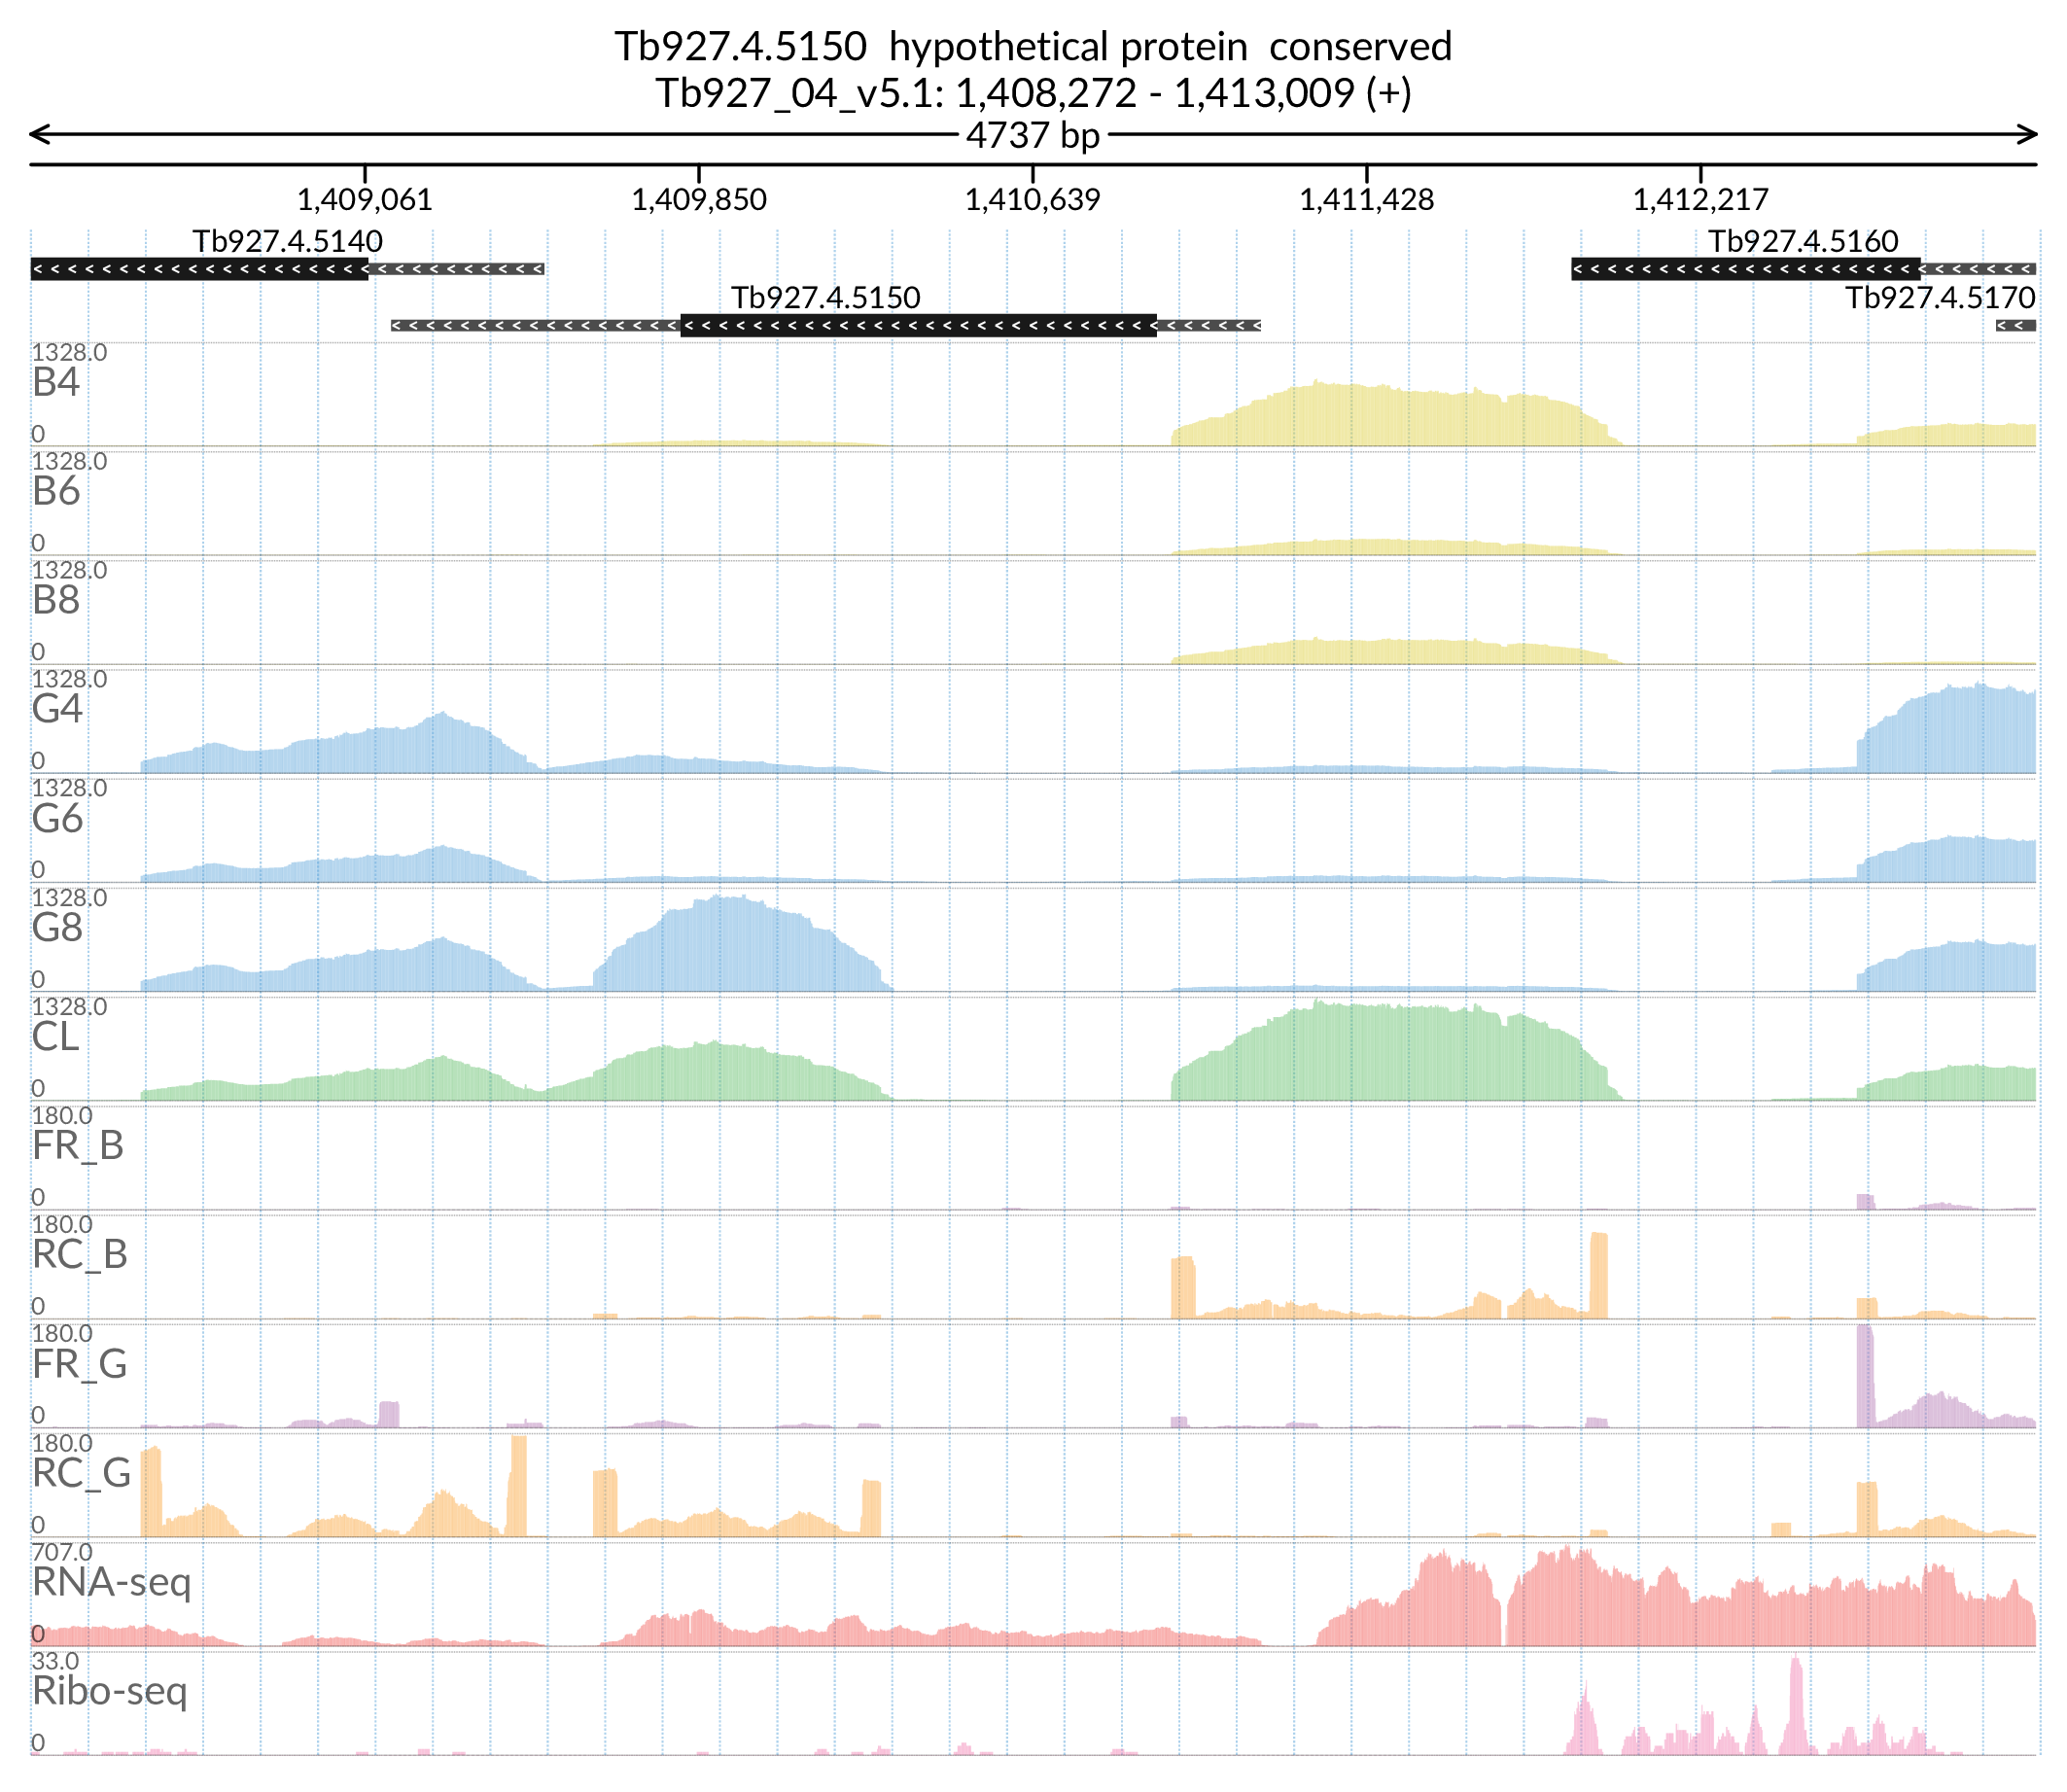 Tb927.4.5150 hypothetical protein conserved
Tb927_04_v5.1: 1,408,272 - 1,413,009 (+)
4737 bp
1,409,061 1,409,850 1,410,639 1,411,428 1,412,217
Tb927.4.5140 Tb927.4.5160
Tb927.4.5150 Tb927.4.5170
1328.0
B4
0
1328.0
B6
0
1328.0
B8
0
1328.0
G4
0
1328.0
G6
0
1328.0
G8
0
1328.0
CL
0
180.0
FR_B
0
180.0
RC_B
0
180.0
FR_G
0
180.0
RC_G
0
707.0
RNA-seq
0
33.0
Ribo-seq
0